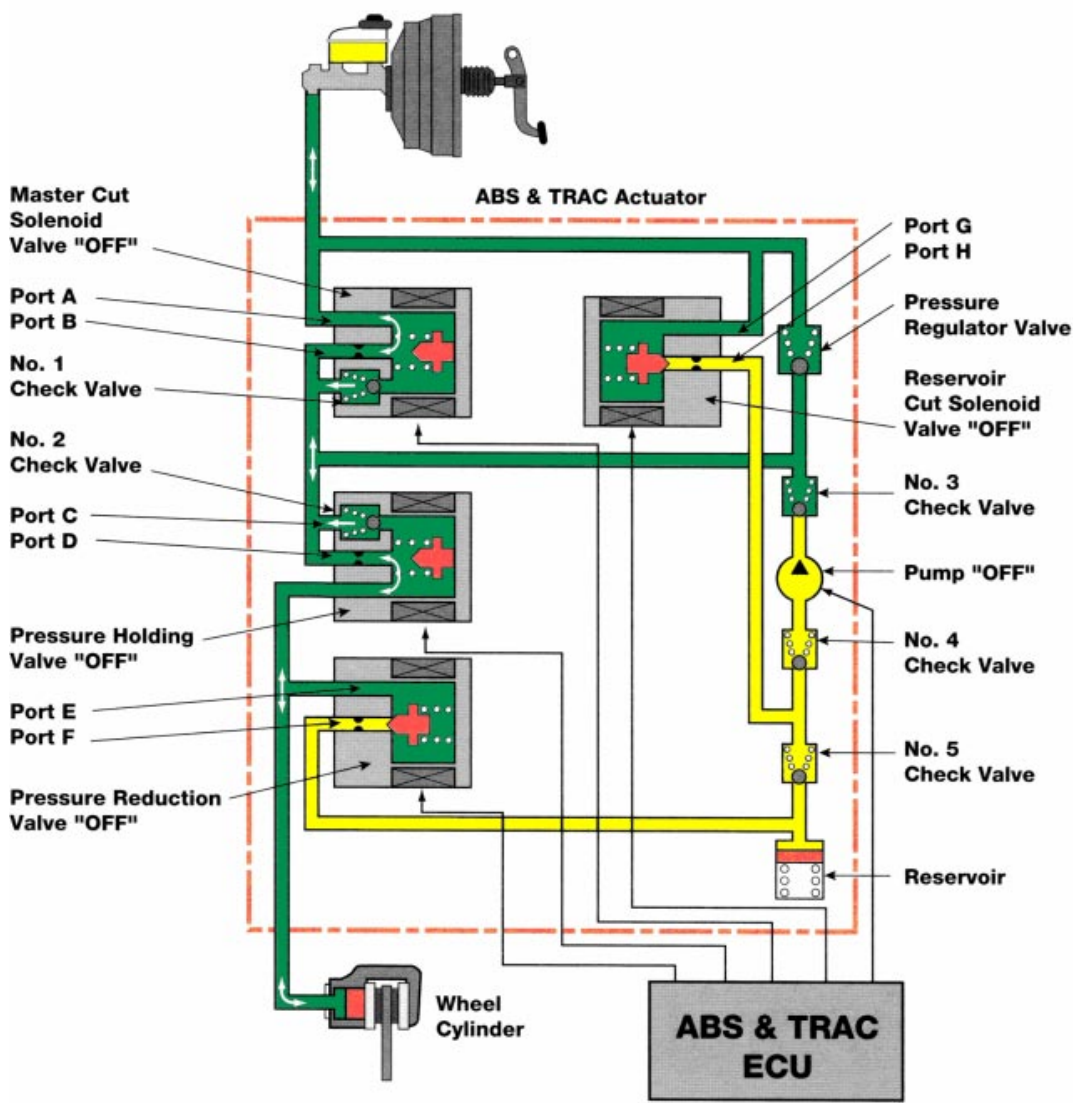 ABS & TRAC Actuator
Master Cut
Solenoid
Valve "OFF"
Port A
Port B
No. 1
Check Valve
No. 2
Check Valve
Port C
Port D
Pressure Holding
Valve "OFF"
Port E
Port F
Pressure Reduction
Valve "OFF"
Port G
Port H
Pressure
Regulator Valve
Reservoir
Cut Solenoid
Valve "OFF"
No. 3
Check Valve
Pump "OFF"
No. 4
Check Valve
No. 5
Check Valve
Reservoir
Wheel
Cylinder
ABS & TRAC
ECU